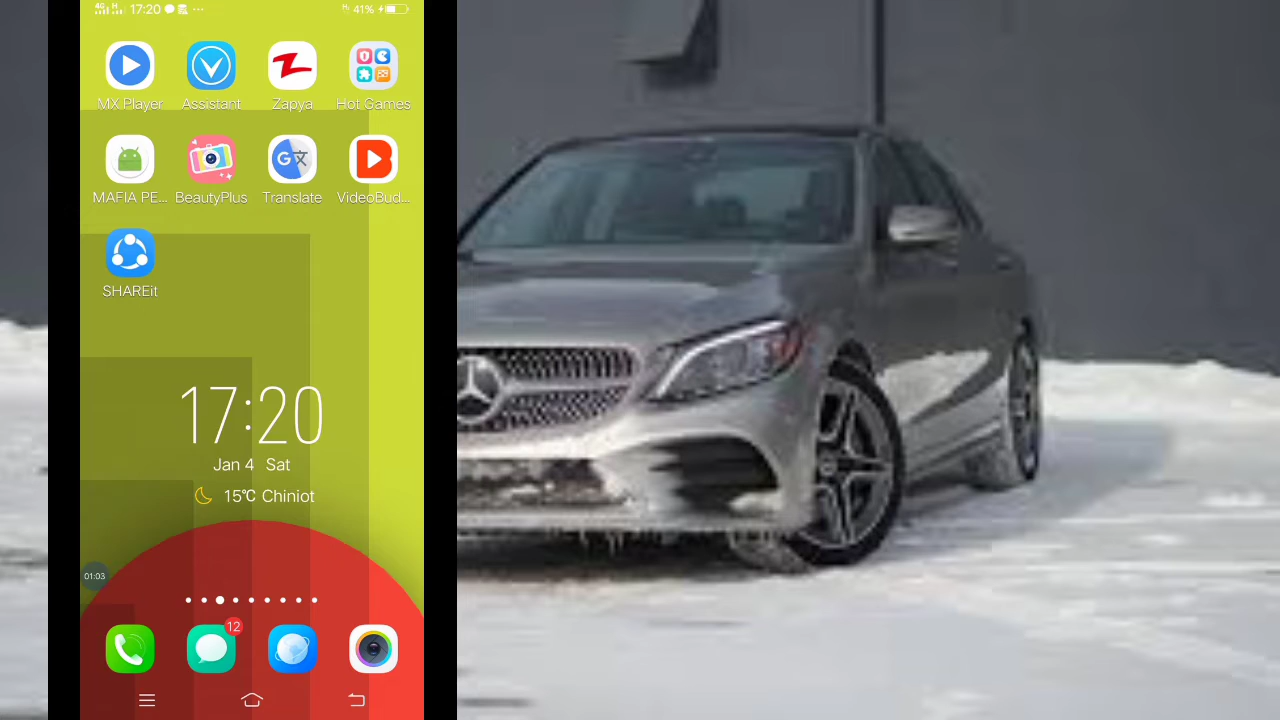 4G H 17:20 ... H 41%
MX Player Assistant Zapya Hot Games
MAFIA PE... BeautyPlus Translate VideoBud...
SHAREit
17:20
Jan 4 Sat
15℃ Chiniot
01:03
12